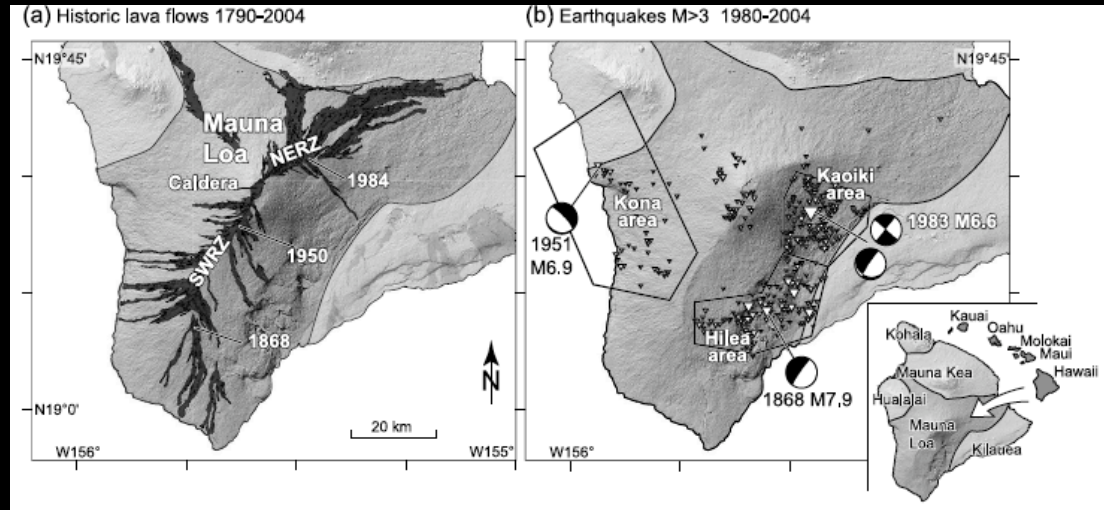 (a) Historic lava flows 1790-2004
N19°45'
Mauna
Loa
NERZ
Caldera
1984
1950
SWRZ
1868
N
N19°0'
20 km
W156°
W155°
(b) Earthquakes M>3 1980-2004
N19°45'
Kaoiki
area
Kona
area
1983 M6.6
1951
M6.9
Hilea
area
1868 M7,9
W156°
Kauai
Oahu
Kohala
Molokai
Maui
Mauna Kea
Hawaii
Hualalai
Mauna
Loa
Kilauea